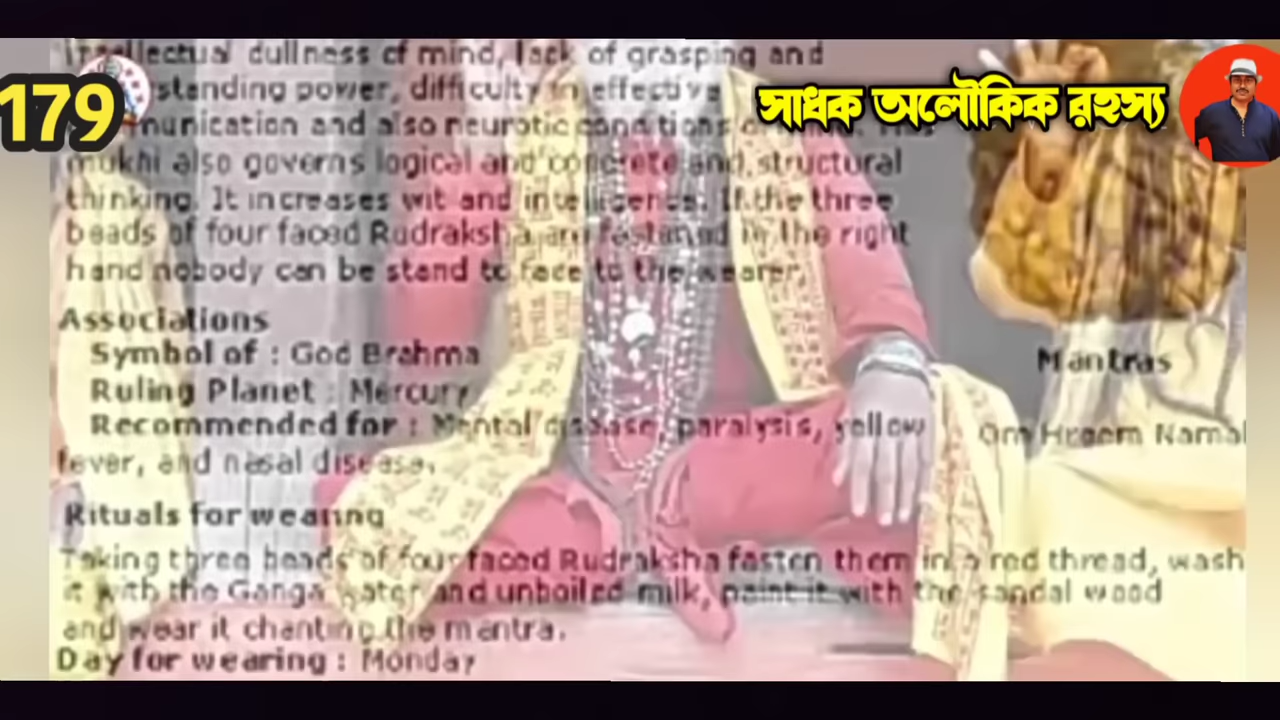 Intellectual dullness of mind, lack of grasping and
179
standing power, difficulty in effective
সাধক অলৌকিক রহস্য
munication and also neurotic conditions
mukhi also governs logical and concrete and structural
thinking. It increases wit and intelligence. If the three
beads of four faced Rudraksha are fastened in the right
hand nobody can be stand to face to the wearer.
Associations
Symbol of : God Brahma
Mantras
Ruling Planet : Mercury
Recommended for : Mental disease, paralysis, yellow
Om Hreem Namah
fever, and nasal disease.
Rituals for wearing
Taking three beads of four faced Rudraksha fasten them in a red thread, wash
it with the Ganga water and unboiled milk, paint it with the sandal wood
and wear it chanting the mantra.
Day for wearing : Monday